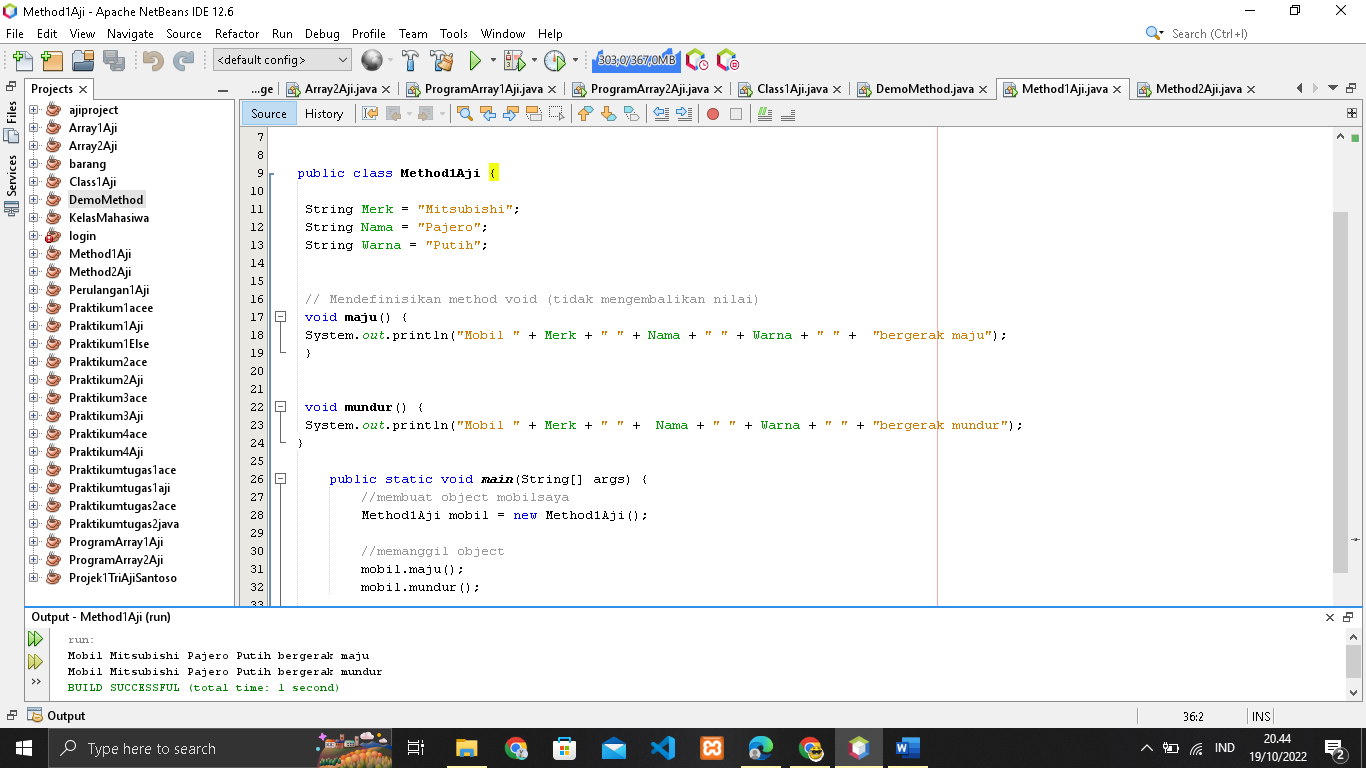 Method1Aji - Apache NetBeans IDE 12.6
File Edit View Navigate Source Refactor Run Debug Profile Team Tools Window Help
Search (Ctrl+I)
<default config>
303,0/367,0MB
Files
Services
Projects
ajiproject
Array1Aji
Array2Aji
barang
Class1Aji
DemoMethod
KelasMahasiwa
login
Method1Aji
Method2Aji
Perulangan1Aji
Praktikum1acee
Praktikum1Aji
Praktikum1Else
Praktikum2ace
Praktikum2Aji
Praktikum3ace
Praktikum3Aji
Praktikum4ace
Praktikum4Aji
Praktikumtugas1ace
Praktikumtugas1aji
Praktikumtugas2ace
Praktikumtugas2java
ProgramArray1Aji
ProgramArray2Aji
Projek1TriAjiSantoso
...ge Array2Aji.java ProgramArray1Aji.java ProgramArray2Aji.java Class1Aji.java DemoMethod.java Method1Aji.java Method2Aji.java
Source History
7
8
9 public class Method1Aji {
10
11 String Merk = "Mitsubishi";
12 String Nama = "Pajero";
13 String Warna = "Putih";
14
15
16 // Mendefinisikan method void (tidak mengembalikan nilai)
17 void maju() {
18 System.out.println("Mobil " + Merk + " " + Nama + " " + Warna + " " +  "bergerak maju");
19 }
20
21
22 void mundur() {
23 System.out.println("Mobil " + Merk + " " +  Nama + " " + Warna + " " + "bergerak mundur");
24 }
25
26 public static void main(String[] args) {
27 //membuat object mobilsaya
28 Method1Aji mobil = new Method1Aji();
29
30 //memanggil object
31 mobil.maju();
32 mobil.mundur();
33
Output - Method1Aji (run)
run:
Mobil Mitsubishi Pajero Putih bergerak maju
Mobil Mitsubishi Pajero Putih bergerak mundur
BUILD SUCCESSFUL (total time: 1 second)
Output
36:2 INS
Type here to search
IND
20.44
19/10/2022
2